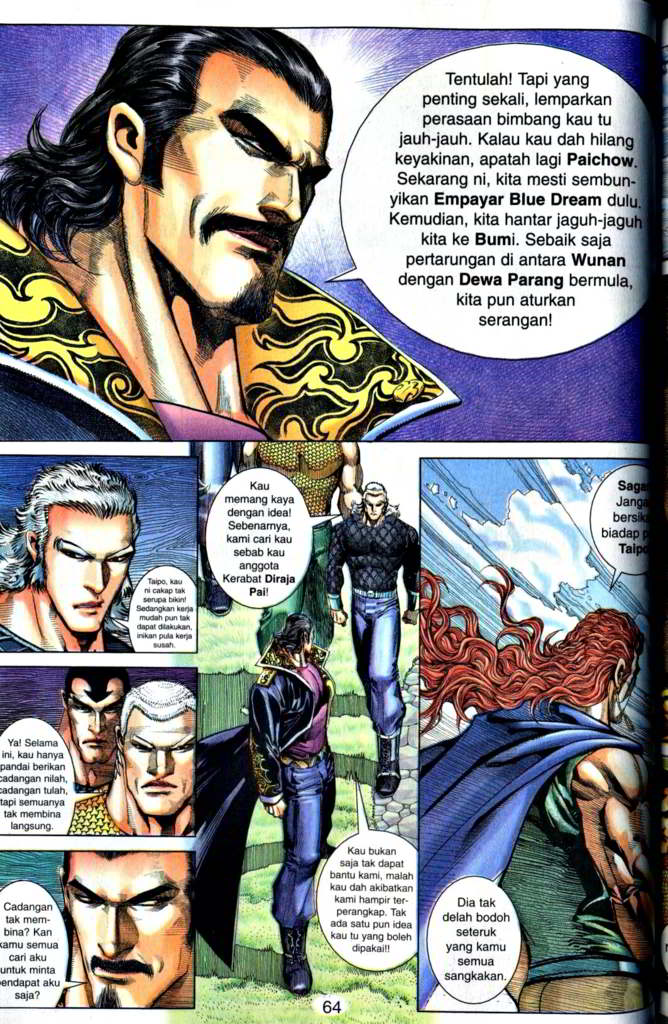 Tentulah! Tapi yang
penting sekali, lemparkan
perasaan bimbang kau tu
jauh-jauh. Kalau kau dah hilang
keyakinan, apatah lagi Paichow.
Sekarang ni, kita mesti sembun-
yikan Empayar Blue Dream dulu.
Kemudian, kita hantar jaguh-jaguh
kita ke Bumi. Sebaik saja
pertarungan di antara Wunan
dengan Dewa Parang bermula,
kita pun aturkan
serangan!
Taipo, kau
ni cakap tak
serupa bikin!
Sedangkan kerja
mudah pun tak
dapat dilakukan,
inikan pula kerja
susah.
Ya! Selama
ini, kau hanya
pandai berikan
cadangan nilah,
cadangan tulah,
tapi semuanya
tak membina
langsung.
Cadangan
tak mem-
bina? Kan
kamu semua
cari aku
untuk minta
pendapat aku
saja?
Kau
memang kaya
dengan idea!
Sebenarnya,
kami cari kau
sebab kau
anggota
Kerabat Diraja
Pai!
Kau bukan
saja tak dapat
bantu kami, malah
kau dah akibatkan
kami hampir ter-
perangkap. Tak
ada satu pun idea
kau tu yang boleh
dipakai!!
biadap
Dia tak
delah bodoh
seteruk
yang kamu
semua
sangkakan.
64